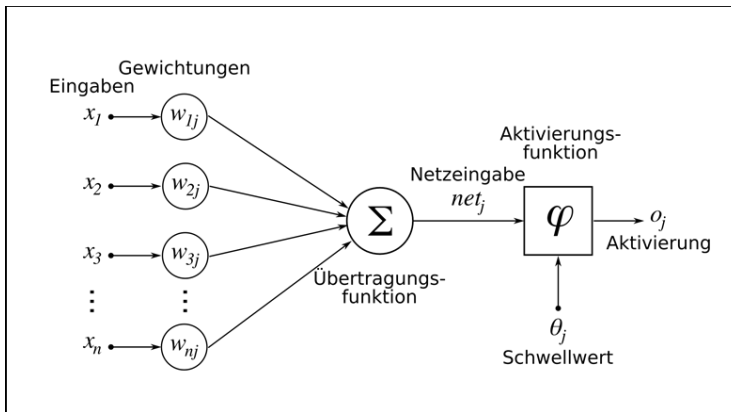 Gewichtungen
Eingaben
x₁ w₁ⱼ
x₂ w₂ⱼ
x₃ w₃ⱼ
⋮ ⋮
xₙ wₙⱼ
Σ
Übertragungs-
funktion
Netzeingabe
netⱼ
Aktivierungs-
funktion
φ
oⱼ
Aktivierung
θⱼ
Schwellwert